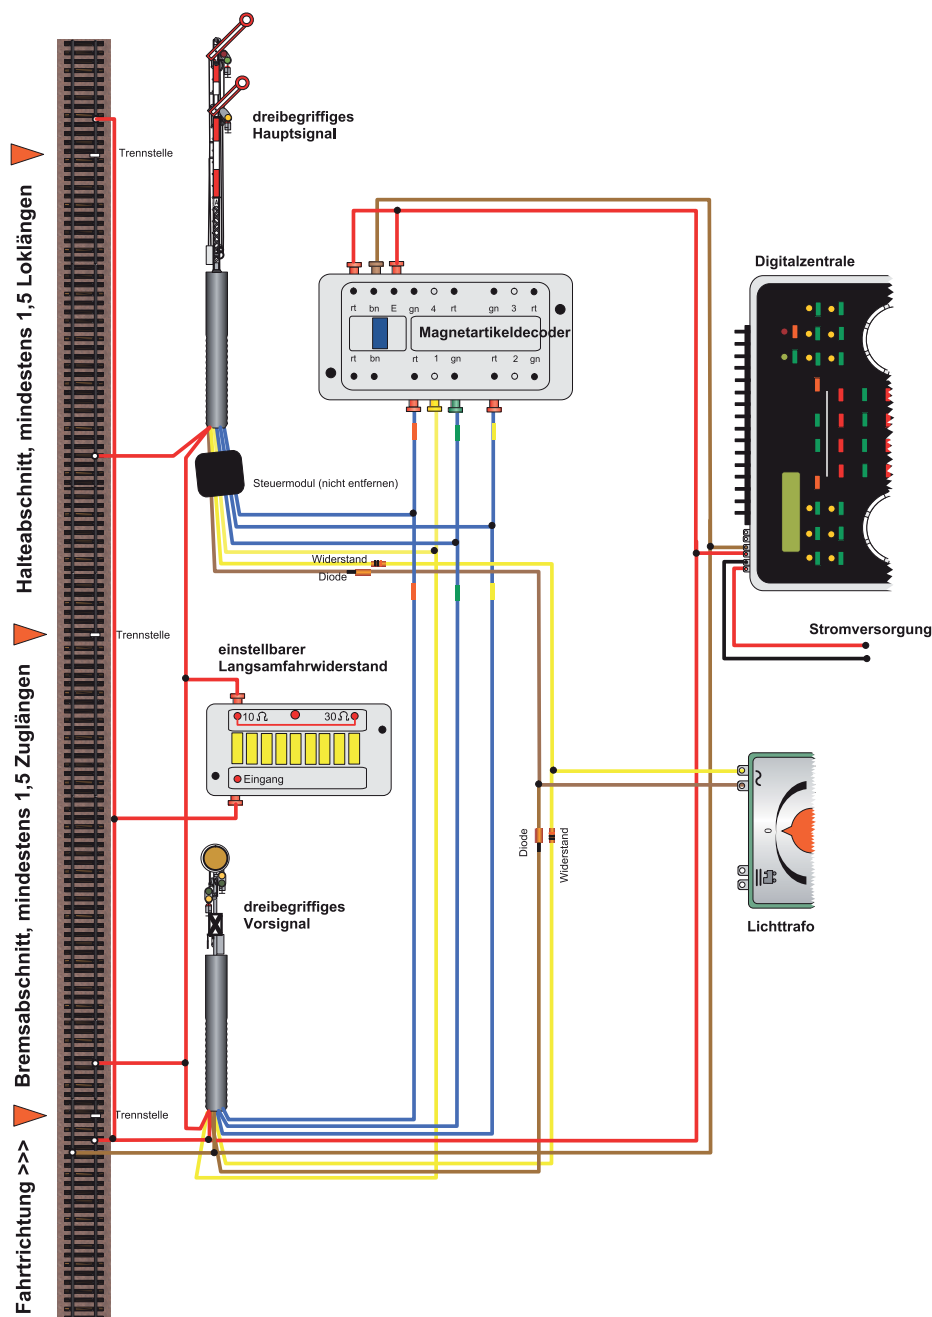 dreibegriffiges
Hauptsignal
Trennstelle
Halteabschnitt, mindestens 1,5 Loklängen
Digitalzentrale
rt bn E gn 4 rt gn 3 rt
Magnetartikeldecoder
rt bn rt 1 gn rt 2 gn
Steuermodul (nicht entfernen)
Widerstand
Diode
Trennstelle
Stromversorgung
einstellbarer
Langsamfahrwiderstand
10 Ω 30 Ω
Eingang
Bremsabschnitt, mindestens 1,5 Zuglängen
0
Diode
Widerstand
Lichttrafo
dreibegriffiges
Vorsignal
Trennstelle
Fahrtrichtung >>>